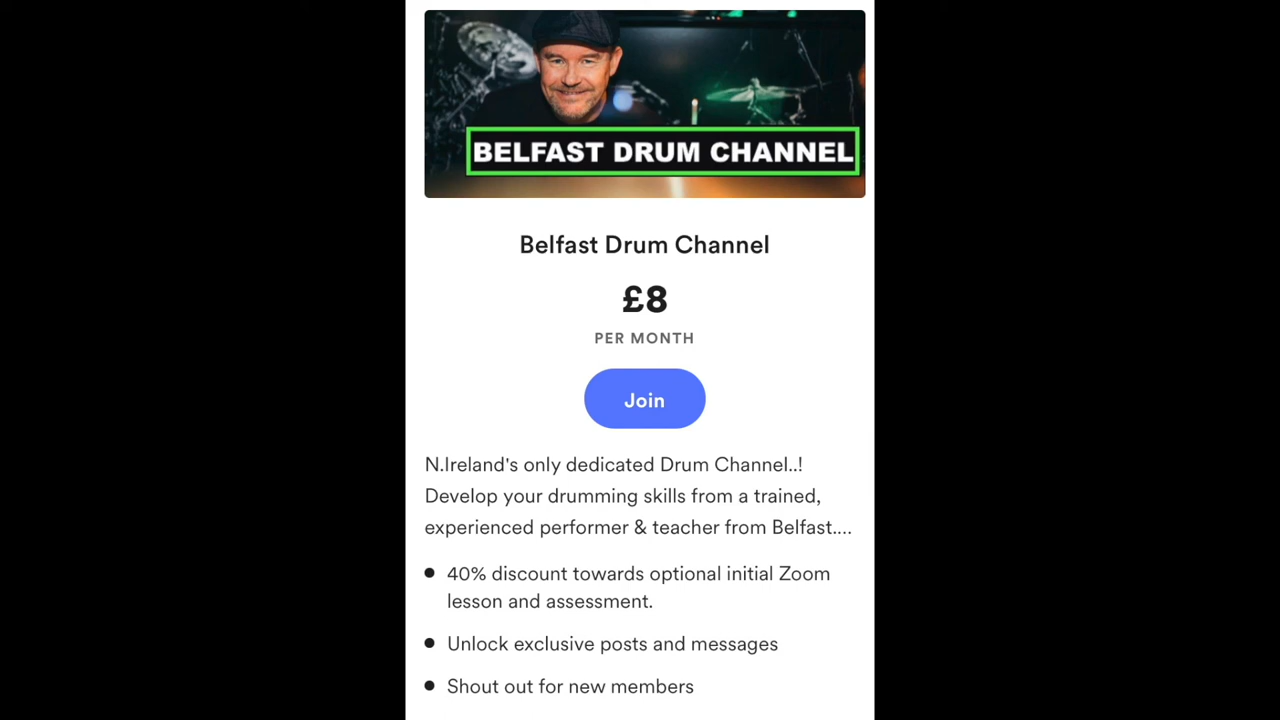 BELFAST DRUM CHANNEL
Belfast Drum Channel
£8
PER MONTH
Join
N.Ireland's only dedicated Drum Channel..!
Develop your drumming skills from a trained,
experienced performer & teacher from Belfast....
40% discount towards optional initial Zoom
lesson and assessment.
Unlock exclusive posts and messages
Shout out for new members